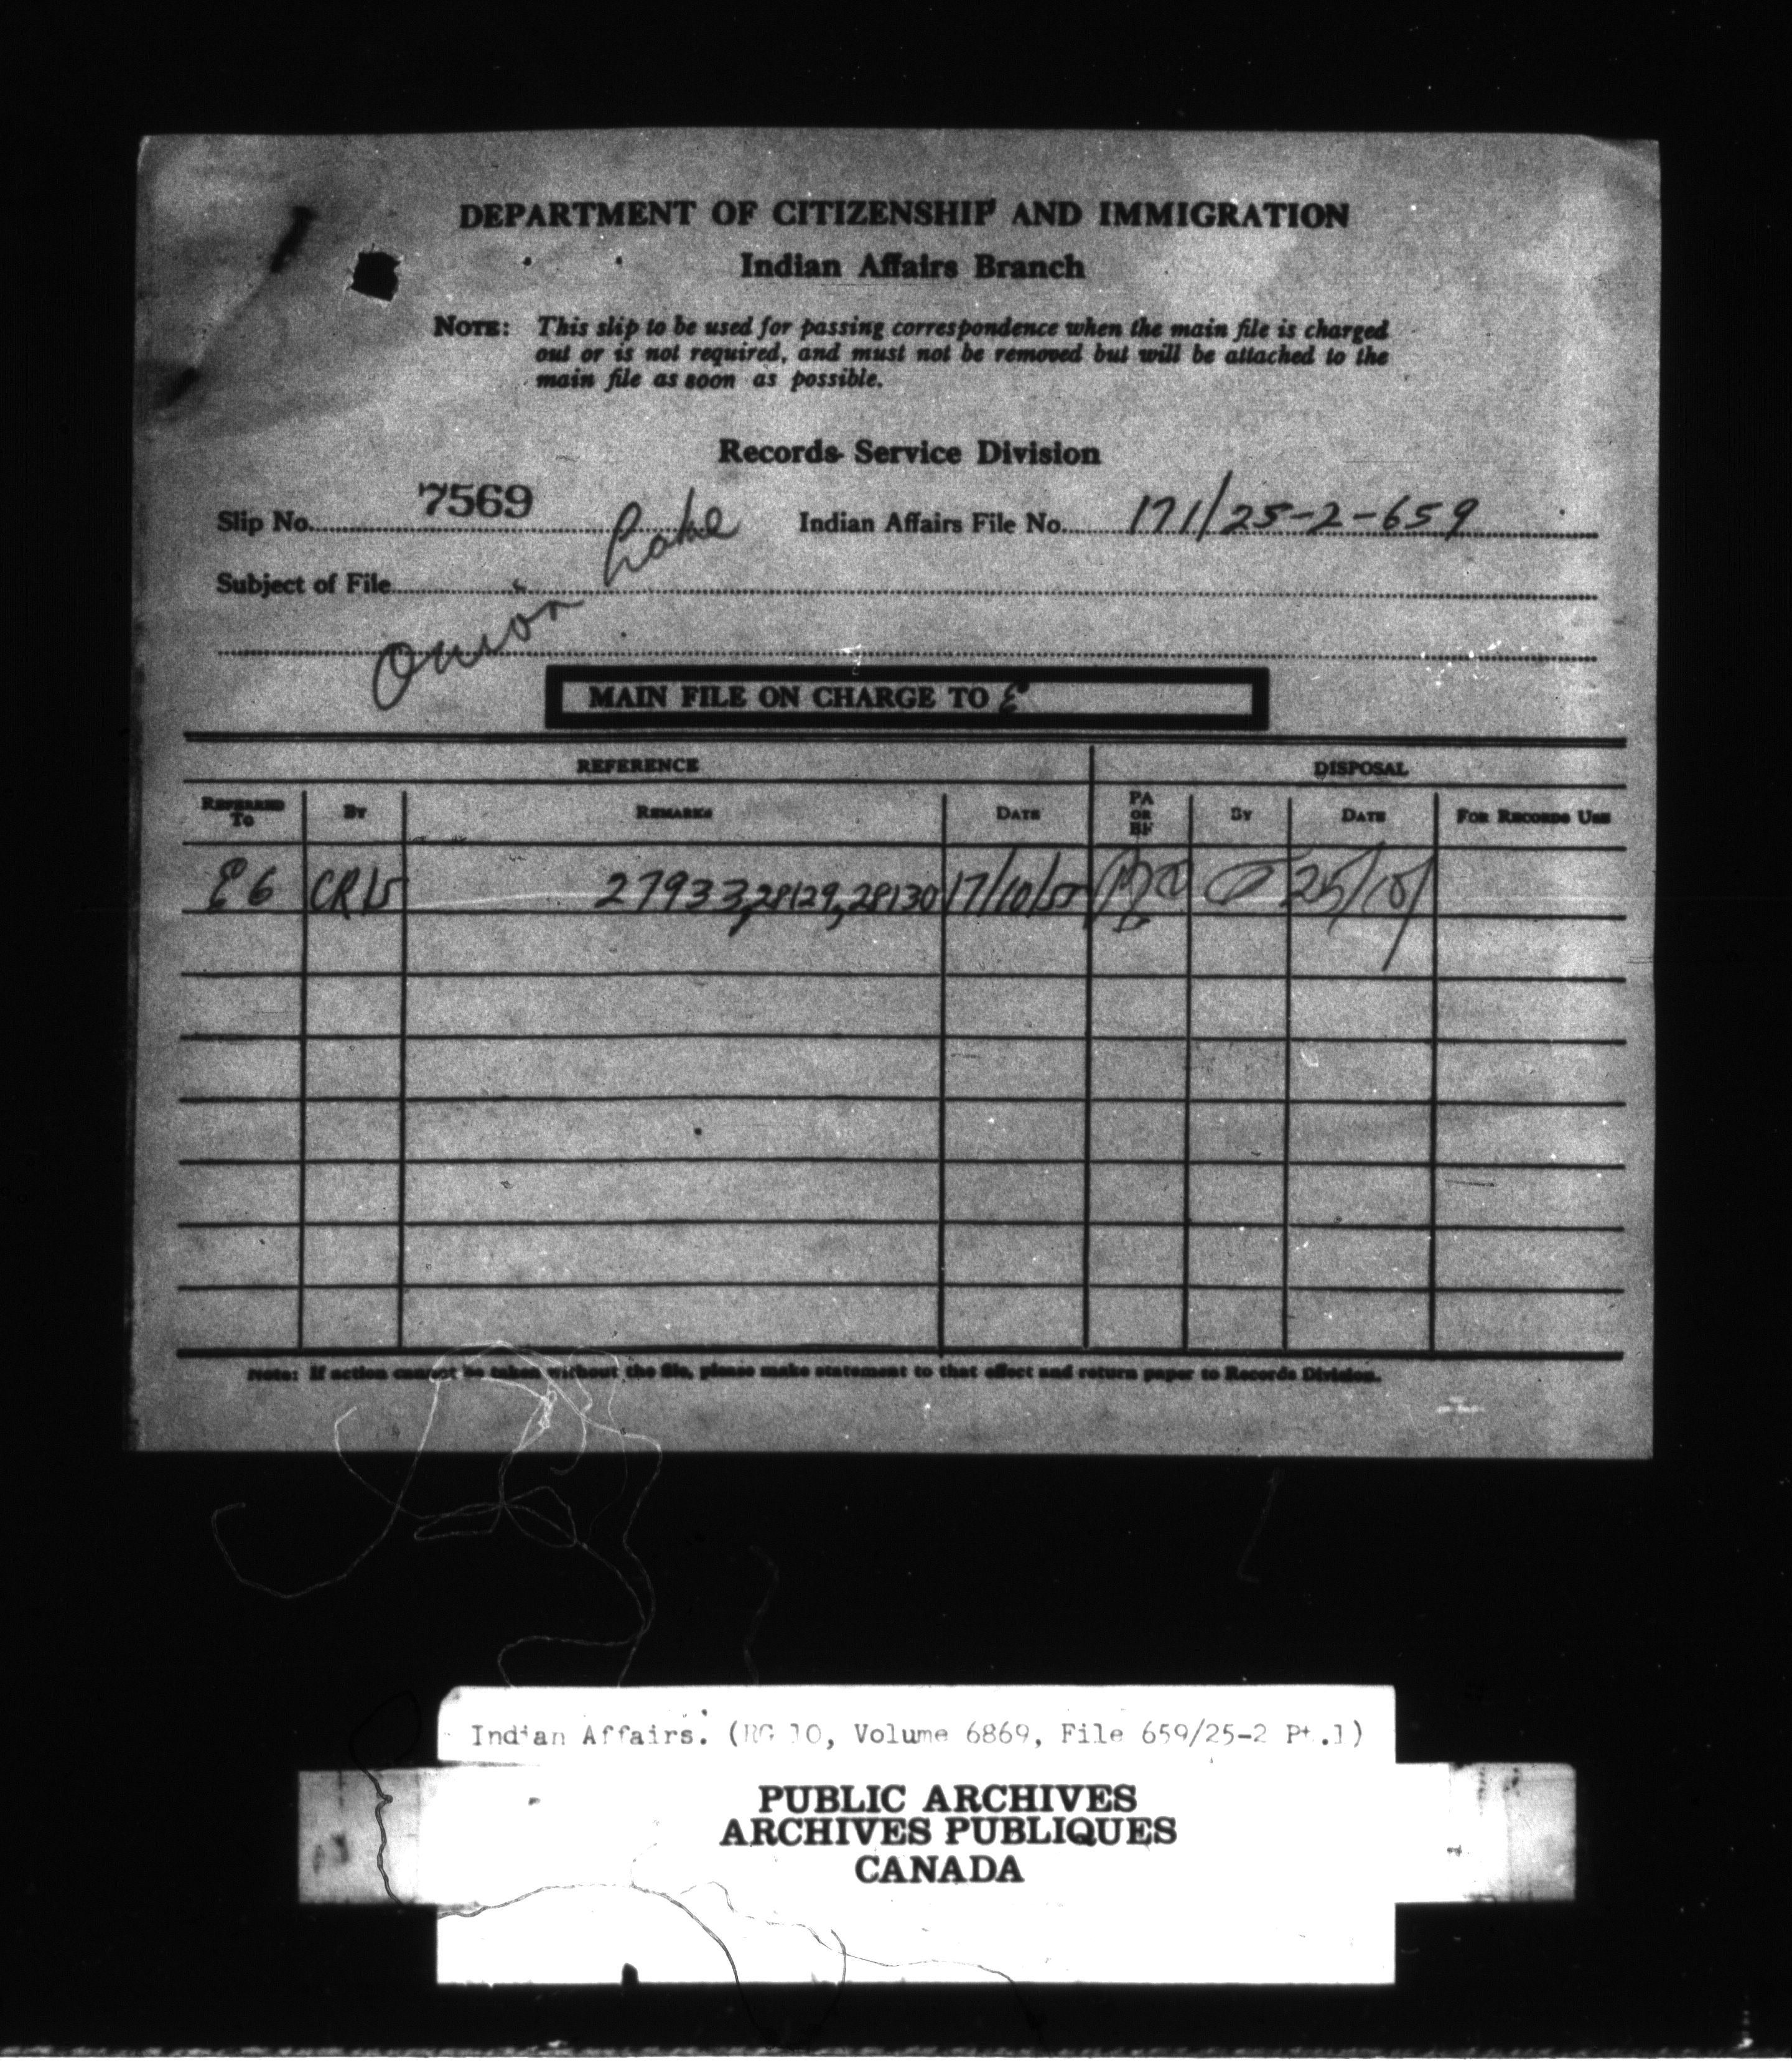 DEPARTMENT OF CITIZENSHIP AND IMMIGRATION
Indian Affairs Branch
NOTE: This slip to be used for passing correspondence when the main file is charged
out or is not required, and must not be removed but will be attached to the
main file as soon as possible.
Records Service Division
Slip No. 7569 Indian Affairs File No. 171/25-2-659
Subject of File
Onion Lake
MAIN FILE ON CHARGE TO E
REFERENCE DISPOSAL
REFERRED TO BY REMARKS DATE PA OR BF BY DATE FOR RECORDS USE
E6 CR15 27933, 28129, 28130 17/10/55 25/10/
Note: If action cannot be taken without the file, please make statement to that effect and return paper to Records Division.
Indian Affairs. (RG 10, Volume 6869, File 659/25-2 Pt.1)
PUBLIC ARCHIVES
ARCHIVES PUBLIQUES
CANADA